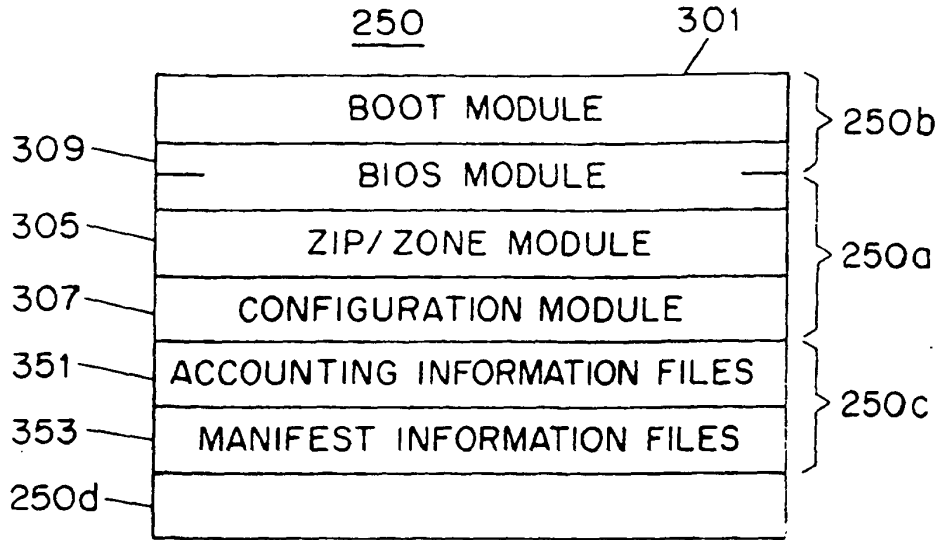 250
301
BOOT MODULE
250b
309
BIOS MODULE
305
ZIP/ZONE MODULE
250a
307
CONFIGURATION MODULE
351
ACCOUNTING INFORMATION FILES
250c
353
MANIFEST INFORMATION FILES
250d